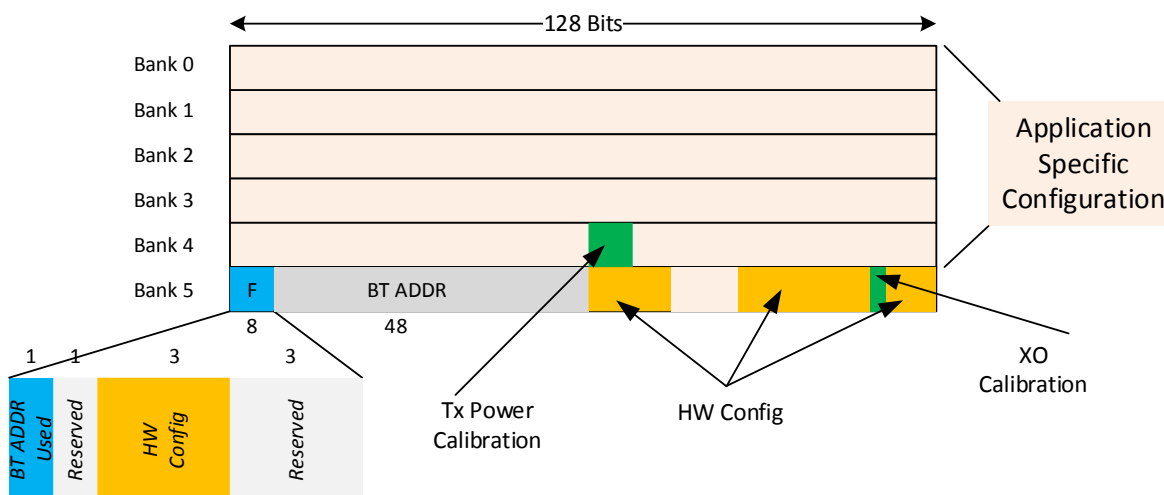 128 Bits
Bank 0
Bank 1
Bank 2
Bank 3
Bank 4
Bank 5
Application
Specific
Configuration
F
BT ADDR
8
48
1
1
3
3
BT ADDR
Used
Reserved
HW
Config
Reserved
Tx Power
Calibration
HW Config
XO
Calibration